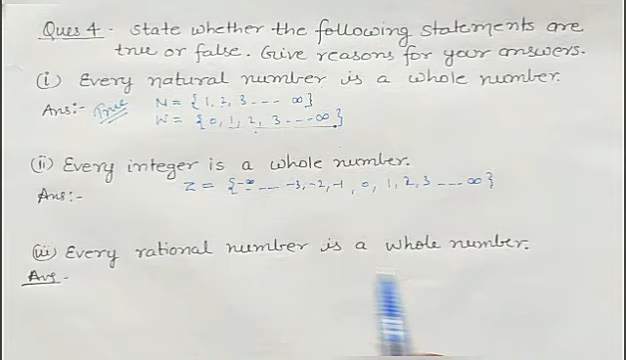 Ques 4 - State whether the following statements are
true or false. Give reasons for your answers.
(i) Every natural number is a whole number.
Ans:- True N = {1, 2, 3 --- ∞}
W = {0, 1, 2, 3 --- ∞}
(ii) Every integer is a whole number.
Z = {-∞ --- -3, -2, -1, 0, 1, 2, 3 --- ∞}
Ans:-
(iii) Every rational number is a whole number.
Ans -